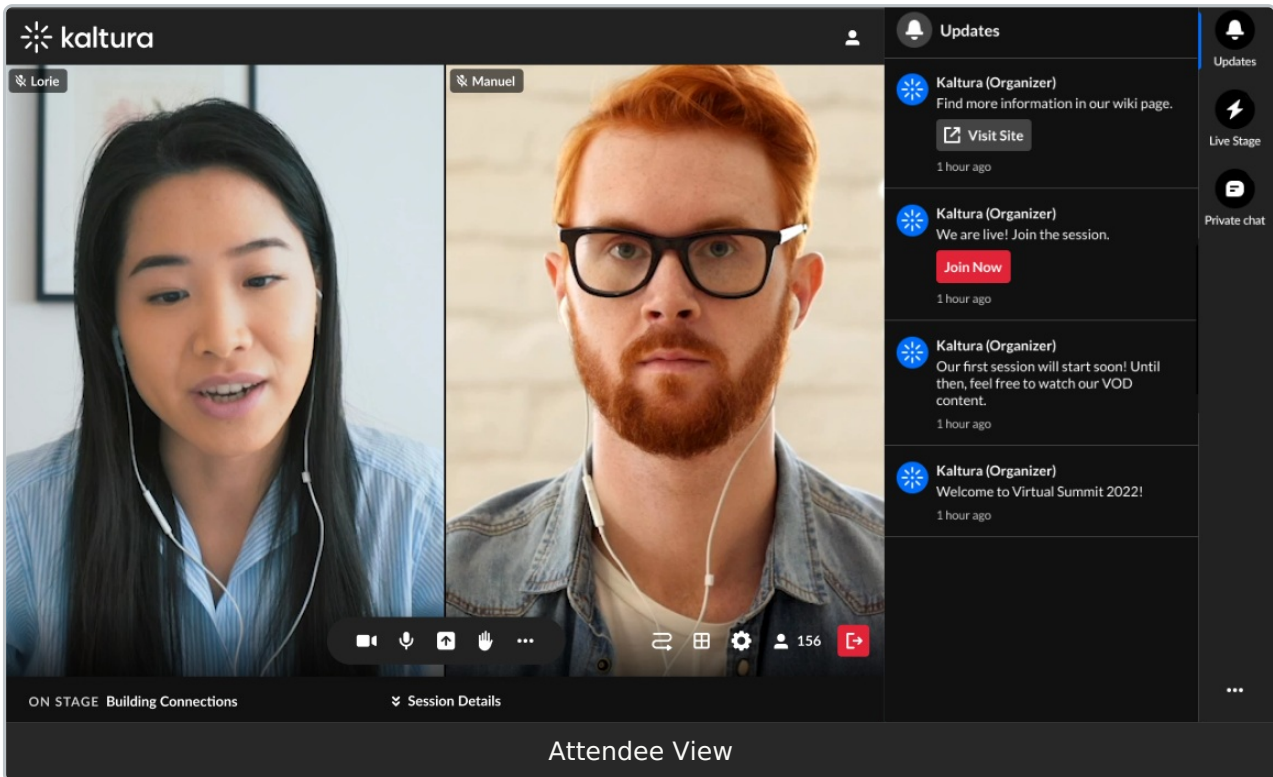 kaltura
Lorie
Manuel
156
ON STAGE Building Connections
Session Details
Updates
Kaltura (Organizer)
Find more information in our wiki page.
Visit Site
1 hour ago
Kaltura (Organizer)
We are live! Join the session.
Join Now
1 hour ago
Kaltura (Organizer)
Our first session will start soon! Until
then, feel free to watch our VOD
content.
1 hour ago
Kaltura (Organizer)
Welcome to Virtual Summit 2022!
1 hour ago
Updates
Live Stage
Private chat
Attendee View